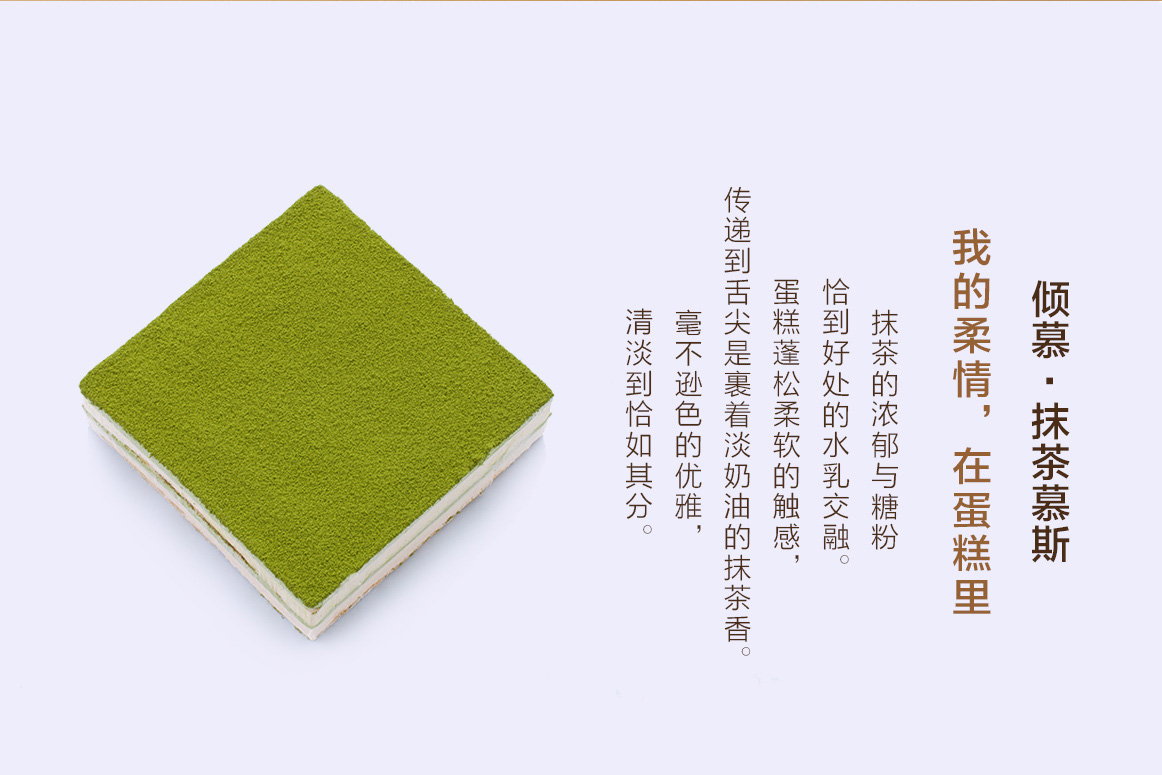 倾慕·抹茶慕斯
我的柔情，在蛋糕里
抹茶的浓郁与糖粉
恰到好处的水乳交融。
蛋糕蓬松柔软的触感，
传递到舌尖是裹着淡奶油的抹茶香。
毫不逊色的优雅，
清淡到恰如其分。